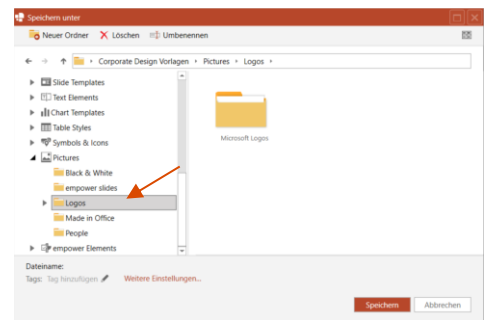 Speichern unter
Neuer Ordner Löschen Umbenennen
Corporate Design Vorlagen Pictures Logos
Slide Templates
Text Elements
Chart Templates
Table Styles
Symbols & Icons
Pictures
Black & White
empower slides
Logos
Made in Office
People
empower Elements
Microsoft Logos
Dateiname:
Tags: Tag hinzufügen Weitere Einstellungen...
Speichern Abbrechen